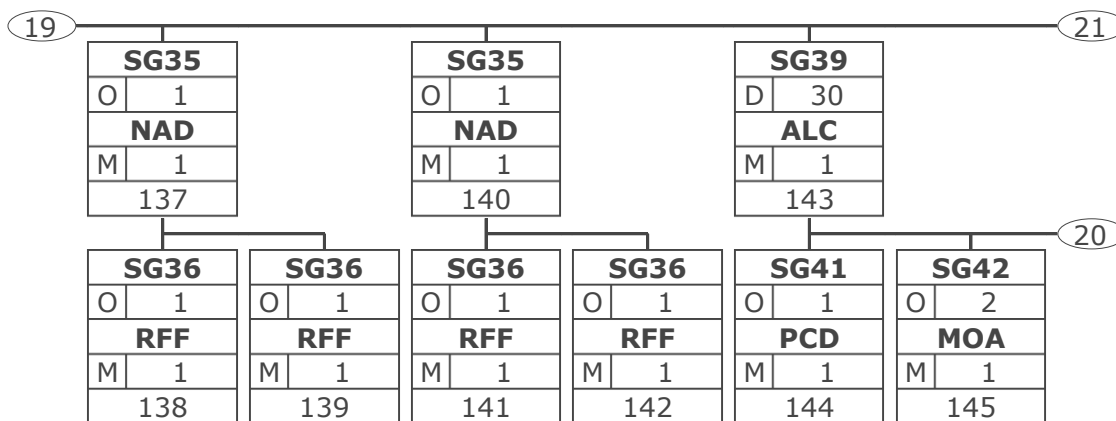 19 21
SG35 SG35 SG39
O 1 O 1 D 30
NAD NAD ALC
M 1 M 1 M 1
137 140 143
20
SG36 SG36 SG36 SG36 SG41 SG42
O 1 O 1 O 1 O 1 O 1 O 2
RFF RFF RFF RFF PCD MOA
M 1 M 1 M 1 M 1 M 1 M 1
138 139 141 142 144 145